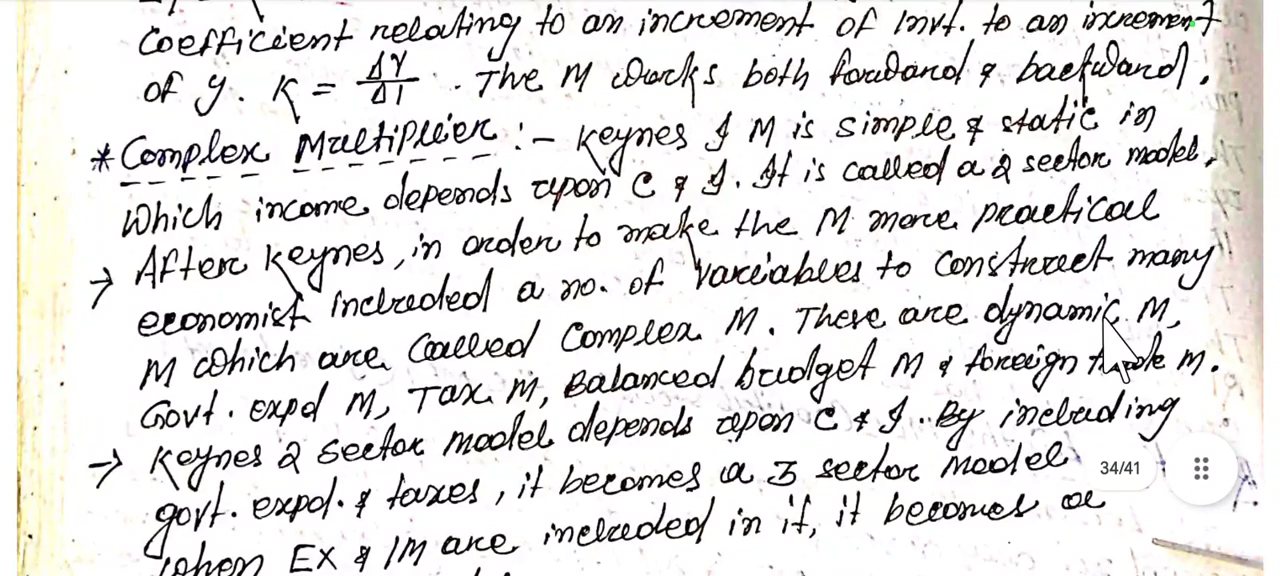 Coefficient relating to an increment of Invt. to an increment
of y. K = ΔY/ΔI . The M works both forward & backward.
* Complex Multiplier :- Keynes I M is simple & static in
which income depends upon C & I. It is called a 2 sector model.
→ After Keynes, in order to make the M more practical
economist included a no. of variables to construct many
M which are called Complex M. These are dynamic M,
Govt. expd M, Tax M, Balanced budget M & foreign trade M.
→ Keynes 2 sector model depends upon C & I. By including
govt. expd. & taxes, it becomes a 3 sector model
34/41
when EX & IM are included in it, it becomes a